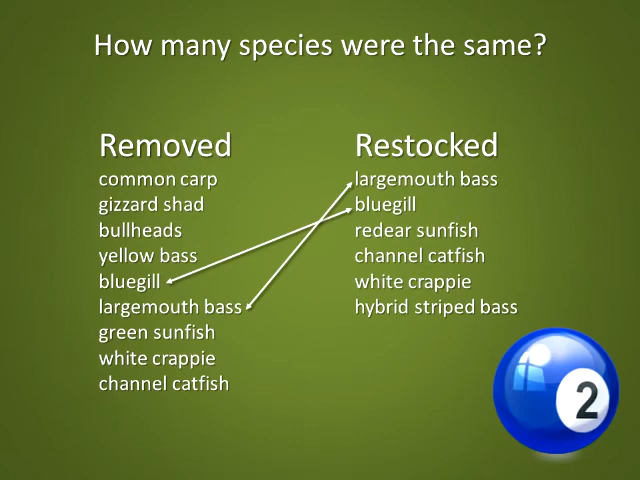 How many species were the same?
Removed
common carp
gizzard shad
bullheads
yellow bass
bluegill
largemouth bass
green sunfish
white crappie
channel catfish
Restocked
largemouth bass
bluegill
redear sunfish
channel catfish
white crappie
hybrid striped bass
2